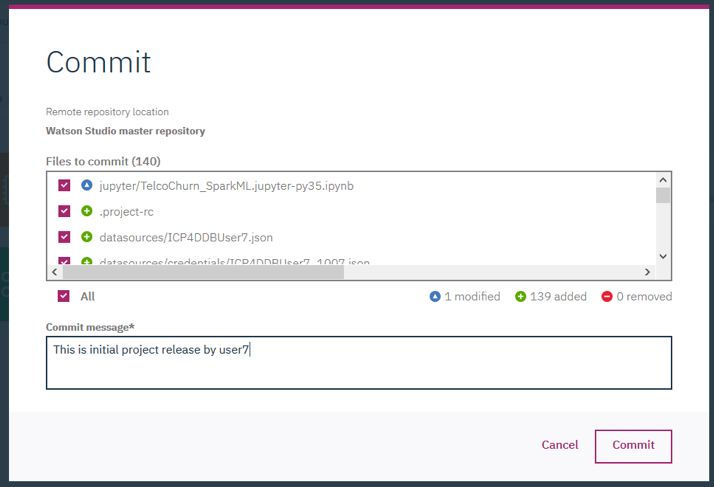 Commit
Remote repository location
Watson Studio master repository
Files to commit (140)
jupyter/TelcoChurn_SparkML.jupyter-py35.ipynb
.project-rc
datasources/ICP4DDBUser7.json
datasources/credentials/ICP4DDBUser7_1007.json
All
1 modified
139 added
0 removed
Commit message*
This is initial project release by user7
Cancel
Commit